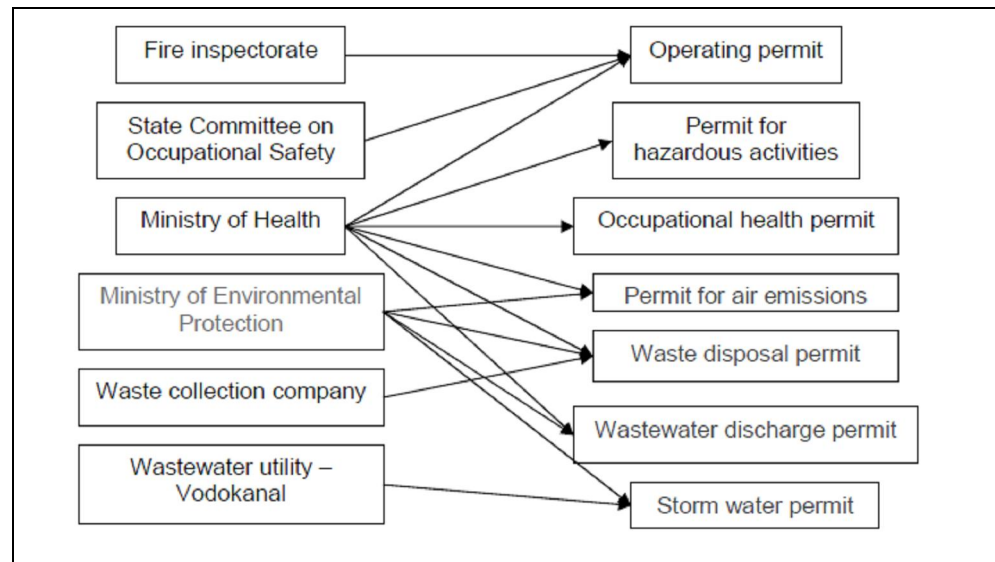 Fire inspectorate
Operating permit
State Committee on
Occupational Safety
Permit for
hazardous activities
Ministry of Health
Occupational health permit
Ministry of Environmental
Protection
Permit for air emissions
Waste disposal permit
Waste collection company
Wastewater discharge permit
Wastewater utility –
Vodokanal
Storm water permit